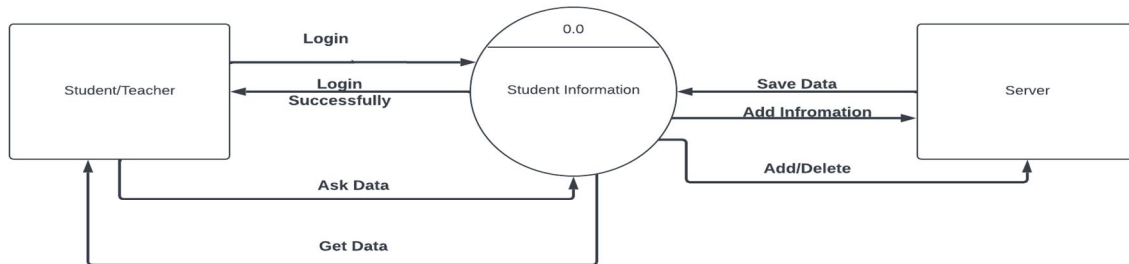 0.0
Login
Student/Teacher
Login
Successfully
Student Information
Save Data
Server
Add Infromation
Add/Delete
Ask Data
Get Data